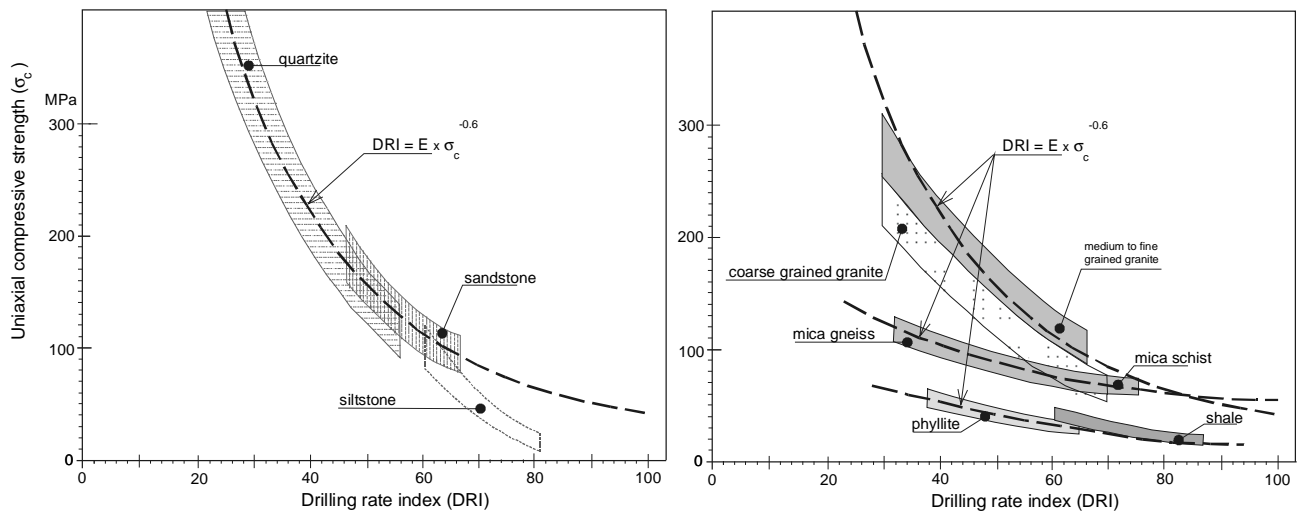 Uniaxial compressive strength (σc)
MPa
300
200
100
0
0
20
40
60
80
100
Drilling rate index (DRI)
quartzite
DRI = E x σc-0.6
sandstone
siltstone
300
200
100
0
0
20
40
60
80
100
Drilling rate index (DRI)
DRI = E x σc-0.6
coarse grained granite
medium to fine
grained granite
mica gneiss
mica schist
phyllite
shale